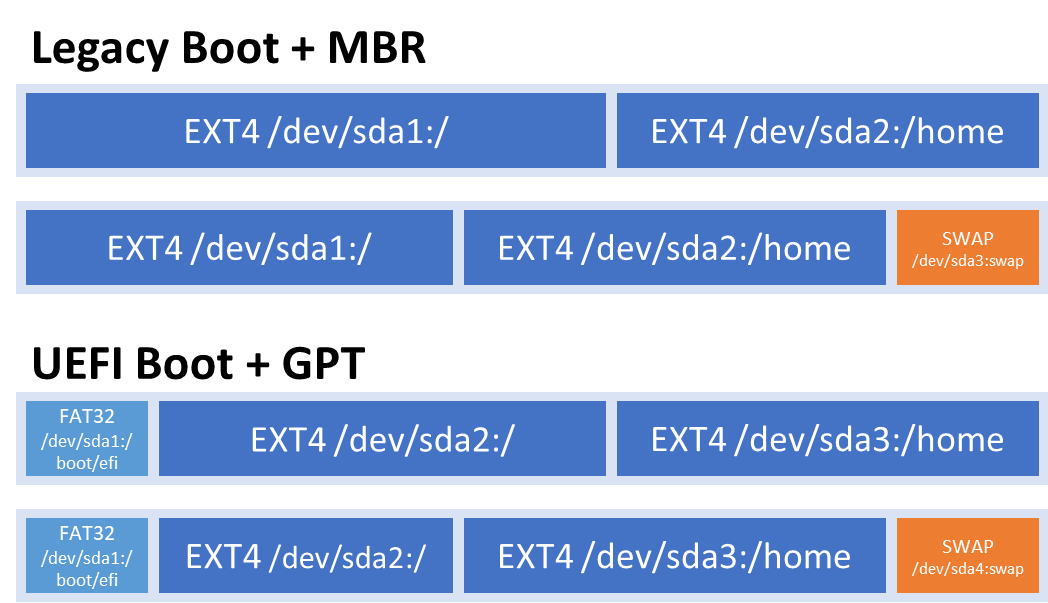 Legacy Boot + MBR
EXT4 /dev/sda1:/
EXT4 /dev/sda2:/home
EXT4 /dev/sda1:/
EXT4 /dev/sda2:/home
SWAP
/dev/sda3:swap
UEFI Boot + GPT
FAT32
/dev/sda1:/
boot/efi
EXT4 /dev/sda2:/
EXT4 /dev/sda3:/home
FAT32
/dev/sda1:/
boot/efi
EXT4 /dev/sda2:/
EXT4 /dev/sda3:/home
SWAP
/dev/sda4:swap